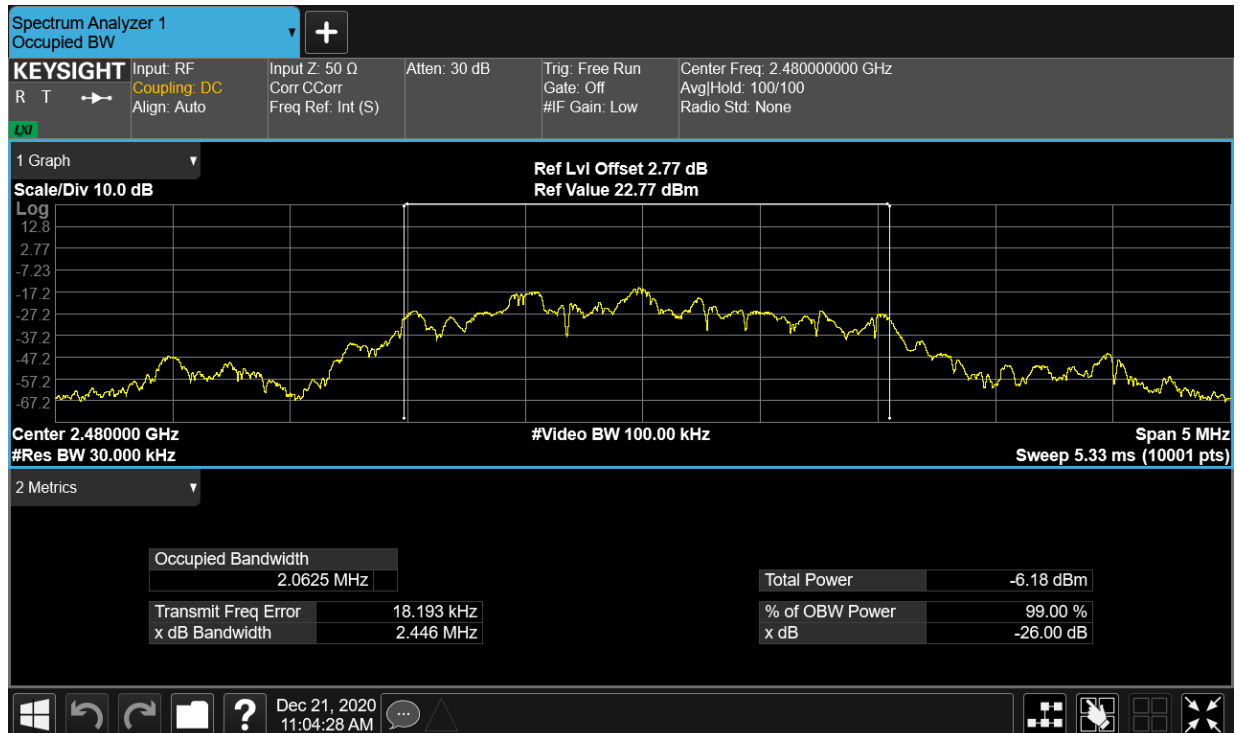 Spectrum Analyzer 1
Occupied BW
▼
+
KEYSIGHT
R T
LXI
Input: RF
Coupling: DC
Align: Auto
Input Z: 50 Ω
Corr CCorr
Freq Ref: Int (S)
Atten: 30 dB
Trig: Free Run
Gate: Off
#IF Gain: Low
Center Freq: 2.480000000 GHz
Avg|Hold: 100/100
Radio Std: None
1 Graph ▼
Scale/Div 10.0 dB
Ref Lvl Offset 2.77 dB
Ref Value 22.77 dBm
Log
12.8
2.77
-7.23
-17.2
-27.2
-37.2
-47.2
-57.2
-67.2
Center 2.480000 GHz
#Res BW 30.000 kHz
#Video BW 100.00 kHz
Span 5 MHz
Sweep 5.33 ms (10001 pts)
2 Metrics ▼
Occupied Bandwidth
2.0625 MHz
Transmit Freq Error 18.193 kHz
x dB Bandwidth 2.446 MHz
Total Power -6.18 dBm
% of OBW Power 99.00 %
x dB -26.00 dB
?
Dec 21, 2020
11:04:28 AM